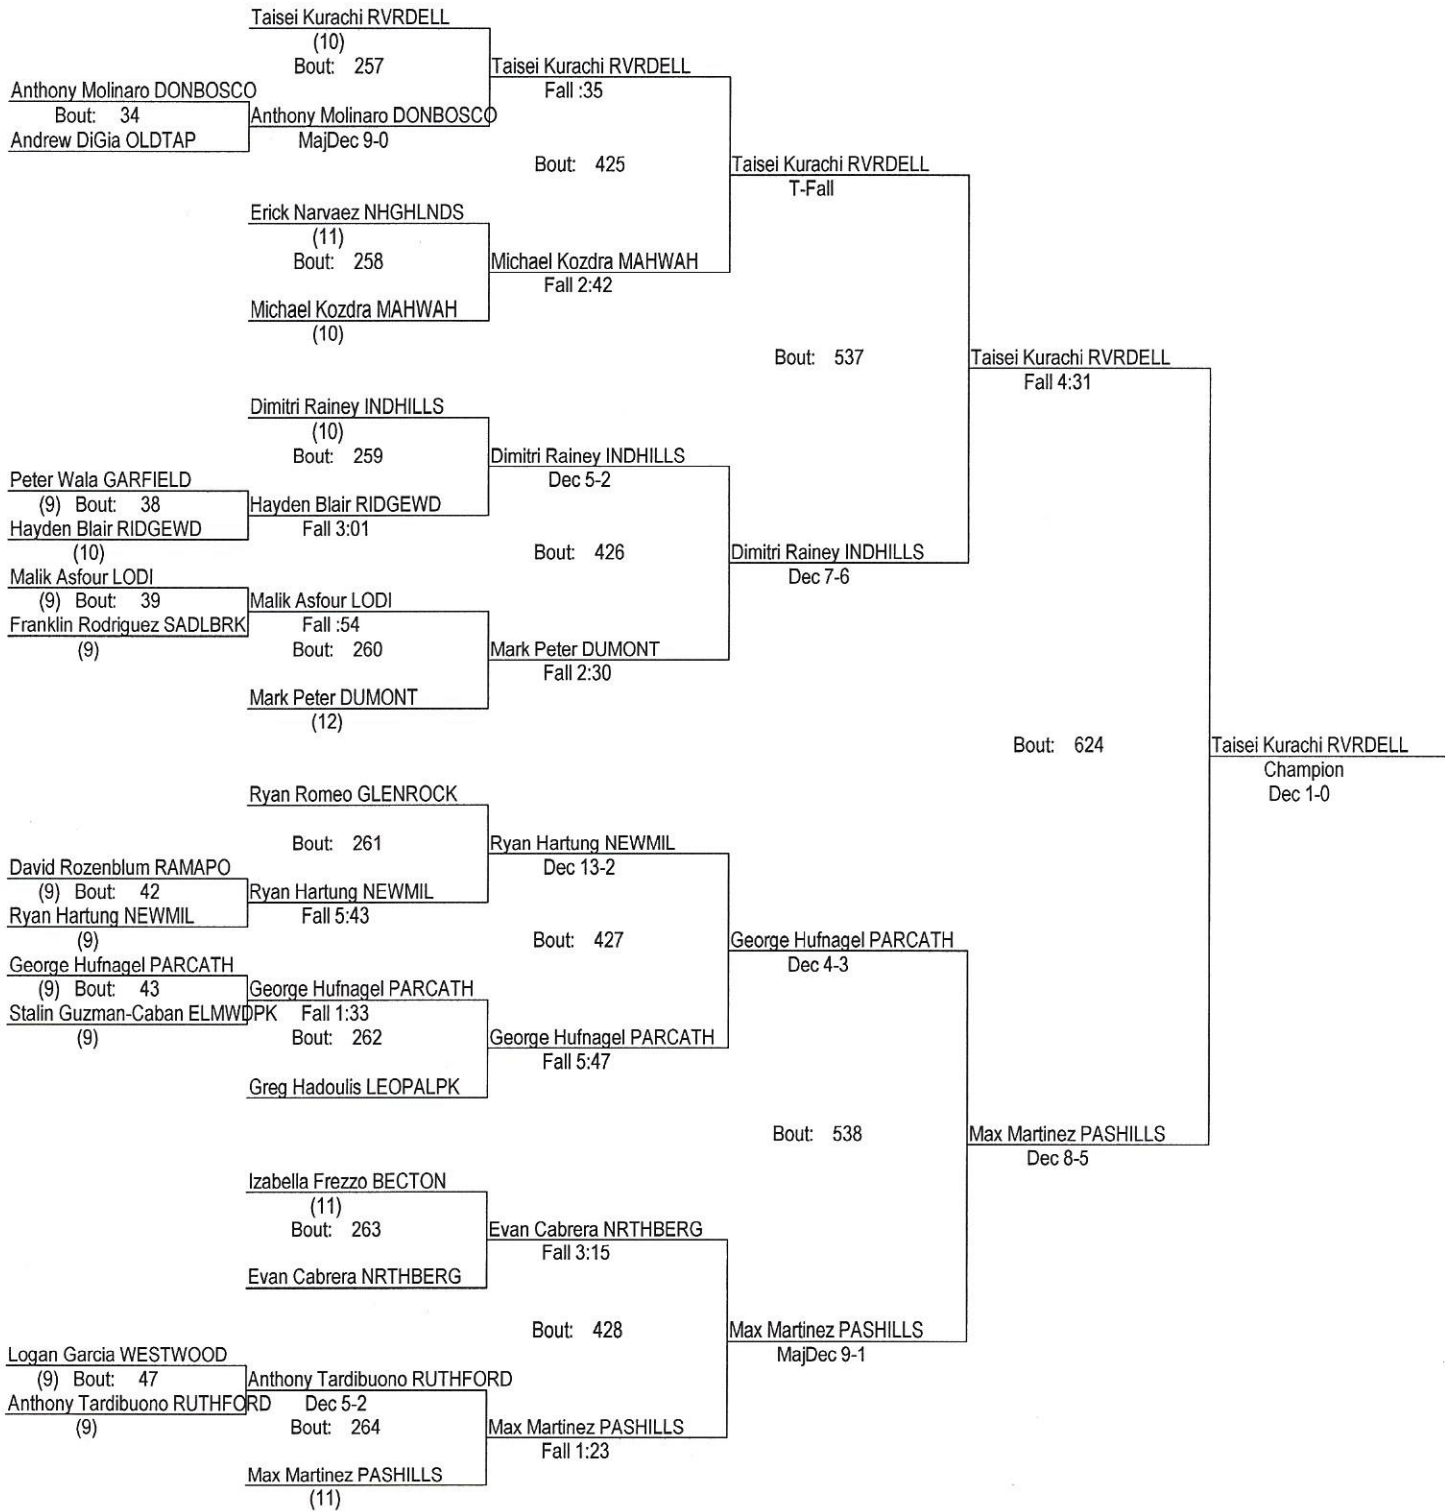 Taisei Kurachi RVRDELL
(10)
Bout: 257
Taisei Kurachi RVRDELL
Fall :35
Anthony Molinaro DONBOSCO
Bout: 34
Anthony Molinaro DONBOSCO
Andrew DiGia OLDTAP
MajDec 9-0
Bout: 425
Taisei Kurachi RVRDELL
T-Fall
Erick Narvaez NHGHLNDS
(11)
Bout: 258
Michael Kozdra MAHWAH
Fall 2:42
Michael Kozdra MAHWAH
(10)
Bout: 537
Taisei Kurachi RVRDELL
Fall 4:31
Dimitri Rainey INDHILLS
(10)
Bout: 259
Dimitri Rainey INDHILLS
Dec 5-2
Peter Wala GARFIELD
(9) Bout: 38
Hayden Blair RIDGEWD
Hayden Blair RIDGEWD
Fall 3:01
(10)
Bout: 426
Dimitri Rainey INDHILLS
Dec 7-6
Malik Asfour LODI
(9) Bout: 39
Malik Asfour LODI
Franklin Rodriguez SADLBRK
Fall :54
(9)
Bout: 260
Mark Peter DUMONT
Fall 2:30
Mark Peter DUMONT
(12)
Bout: 624
Taisei Kurachi RVRDELL
Champion
Dec 1-0
Ryan Romeo GLENROCK
Bout: 261
Ryan Hartung NEWMIL
Dec 13-2
David Rozenblum RAMAPO
(9) Bout: 42
Ryan Hartung NEWMIL
Ryan Hartung NEWMIL
Fall 5:43
(9)
Bout: 427
George Hufnagel PARCATH
Dec 4-3
George Hufnagel PARCATH
(9) Bout: 43
George Hufnagel PARCATH
Stalin Guzman-Caban ELMWDPK
Fall 1:33
(9)
Bout: 262
George Hufnagel PARCATH
Fall 5:47
Greg Hadoulis LEOPALPK
Bout: 538
Max Martinez PASHILLS
Dec 8-5
Izabella Frezzo BECTON
(11)
Bout: 263
Evan Cabrera NRTHBERG
Fall 3:15
Evan Cabrera NRTHBERG
Bout: 428
Max Martinez PASHILLS
MajDec 9-1
Logan Garcia WESTWOOD
(9) Bout: 47
Anthony Tardibuono RUTHFORD
Anthony Tardibuono RUTHFORD
Dec 5-2
(9)
Bout: 264
Max Martinez PASHILLS
Fall 1:23
Max Martinez PASHILLS
(11)